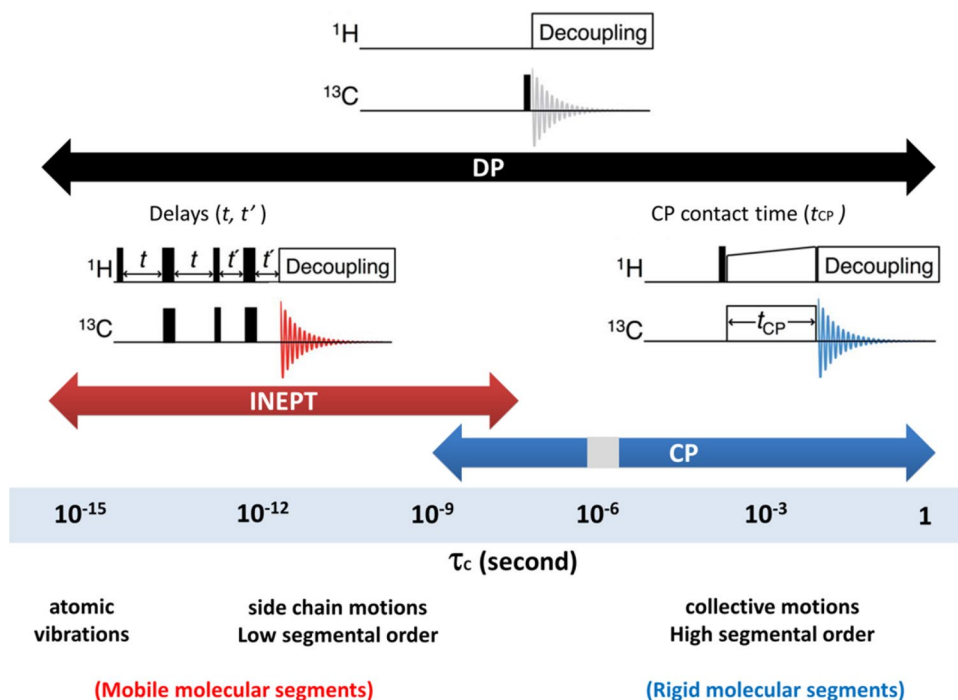 ¹H Decoupling
¹³C
DP
Delays (t, t′ )
CP contact time (tCP )
¹H t t t′ t′ Decoupling
¹H Decoupling
¹³C
¹³C tCP
INEPT
CP
10⁻¹⁵ 10⁻¹² 10⁻⁹ 10⁻⁶ 10⁻³ 1
τc (second)
atomic
vibrations
side chain motions
Low segmental order
collective motions
High segmental order
(Mobile molecular segments)
(Rigid molecular segments)